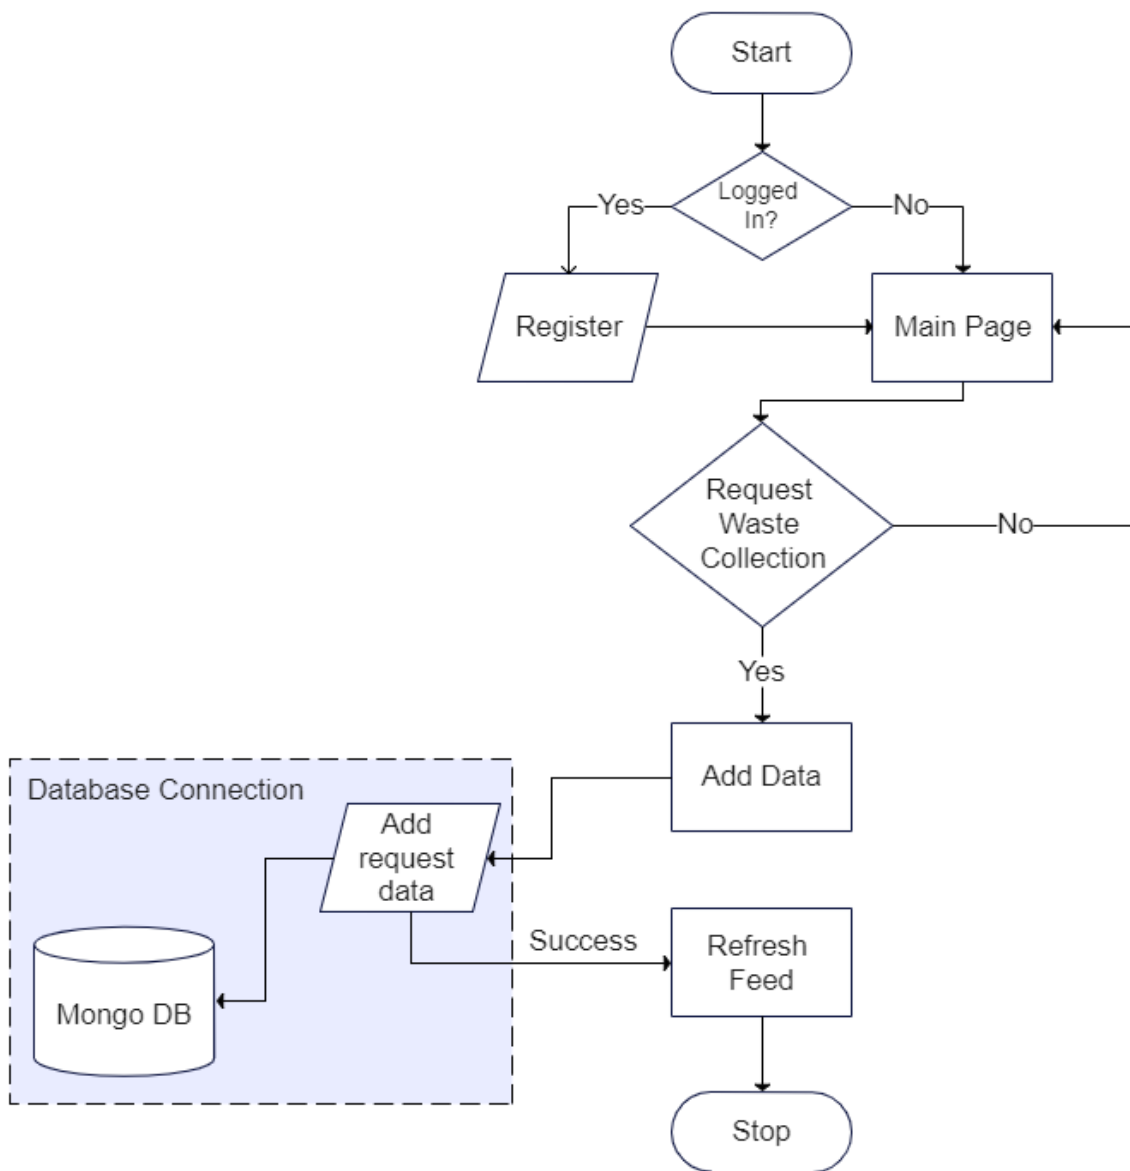 Start
Logged
In?
Yes
No
Register
Main Page
Request
Waste
Collection
No
Yes
Add Data
Database Connection
Add
request
data
Success
Refresh
Feed
Mongo DB
Stop